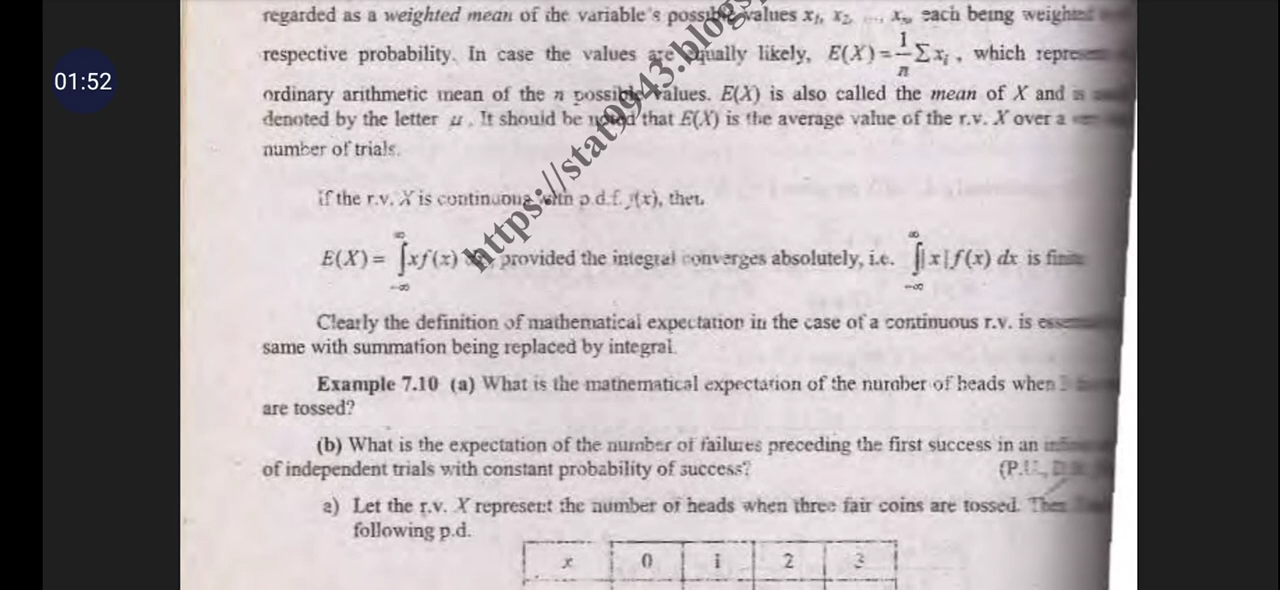 01:52
regarded as a weighted mean of the variable's possible values x₁, x₂, ..., xₙ, each being weighted
respective probability. In case the values are equally likely, E(X) = 1/n Σ xᵢ , which
ordinary arithmetic mean of the n possible values. E(X) is also called the mean of X and is
denoted by the letter μ . It should be noted that E(X) is the average value of the r.v. X over a
number of trials.
If the r.v. X is continuous with p.d.f. f(x), then
E(X) = ∫_{-∞}^{∞} x f(x) provided the integral converges absolutely, i.e. ∫_{-∞}^{∞} |x| f(x) dx is
Clearly the definition of mathematical expectation in the case of a continuous r.v. is
same with summation being replaced by integral.
Example 7.10 (a) What is the mathematical expectation of the number of heads when 3
are tossed?
(b) What is the expectation of the number of failures preceding the first success in an
of independent trials with constant probability of success? (P.U.,
a) Let the r.v. X represent the number of heads when three fair coins are tossed. Then
following p.d.
x 0 1 2 3
https://stat9943.blogs